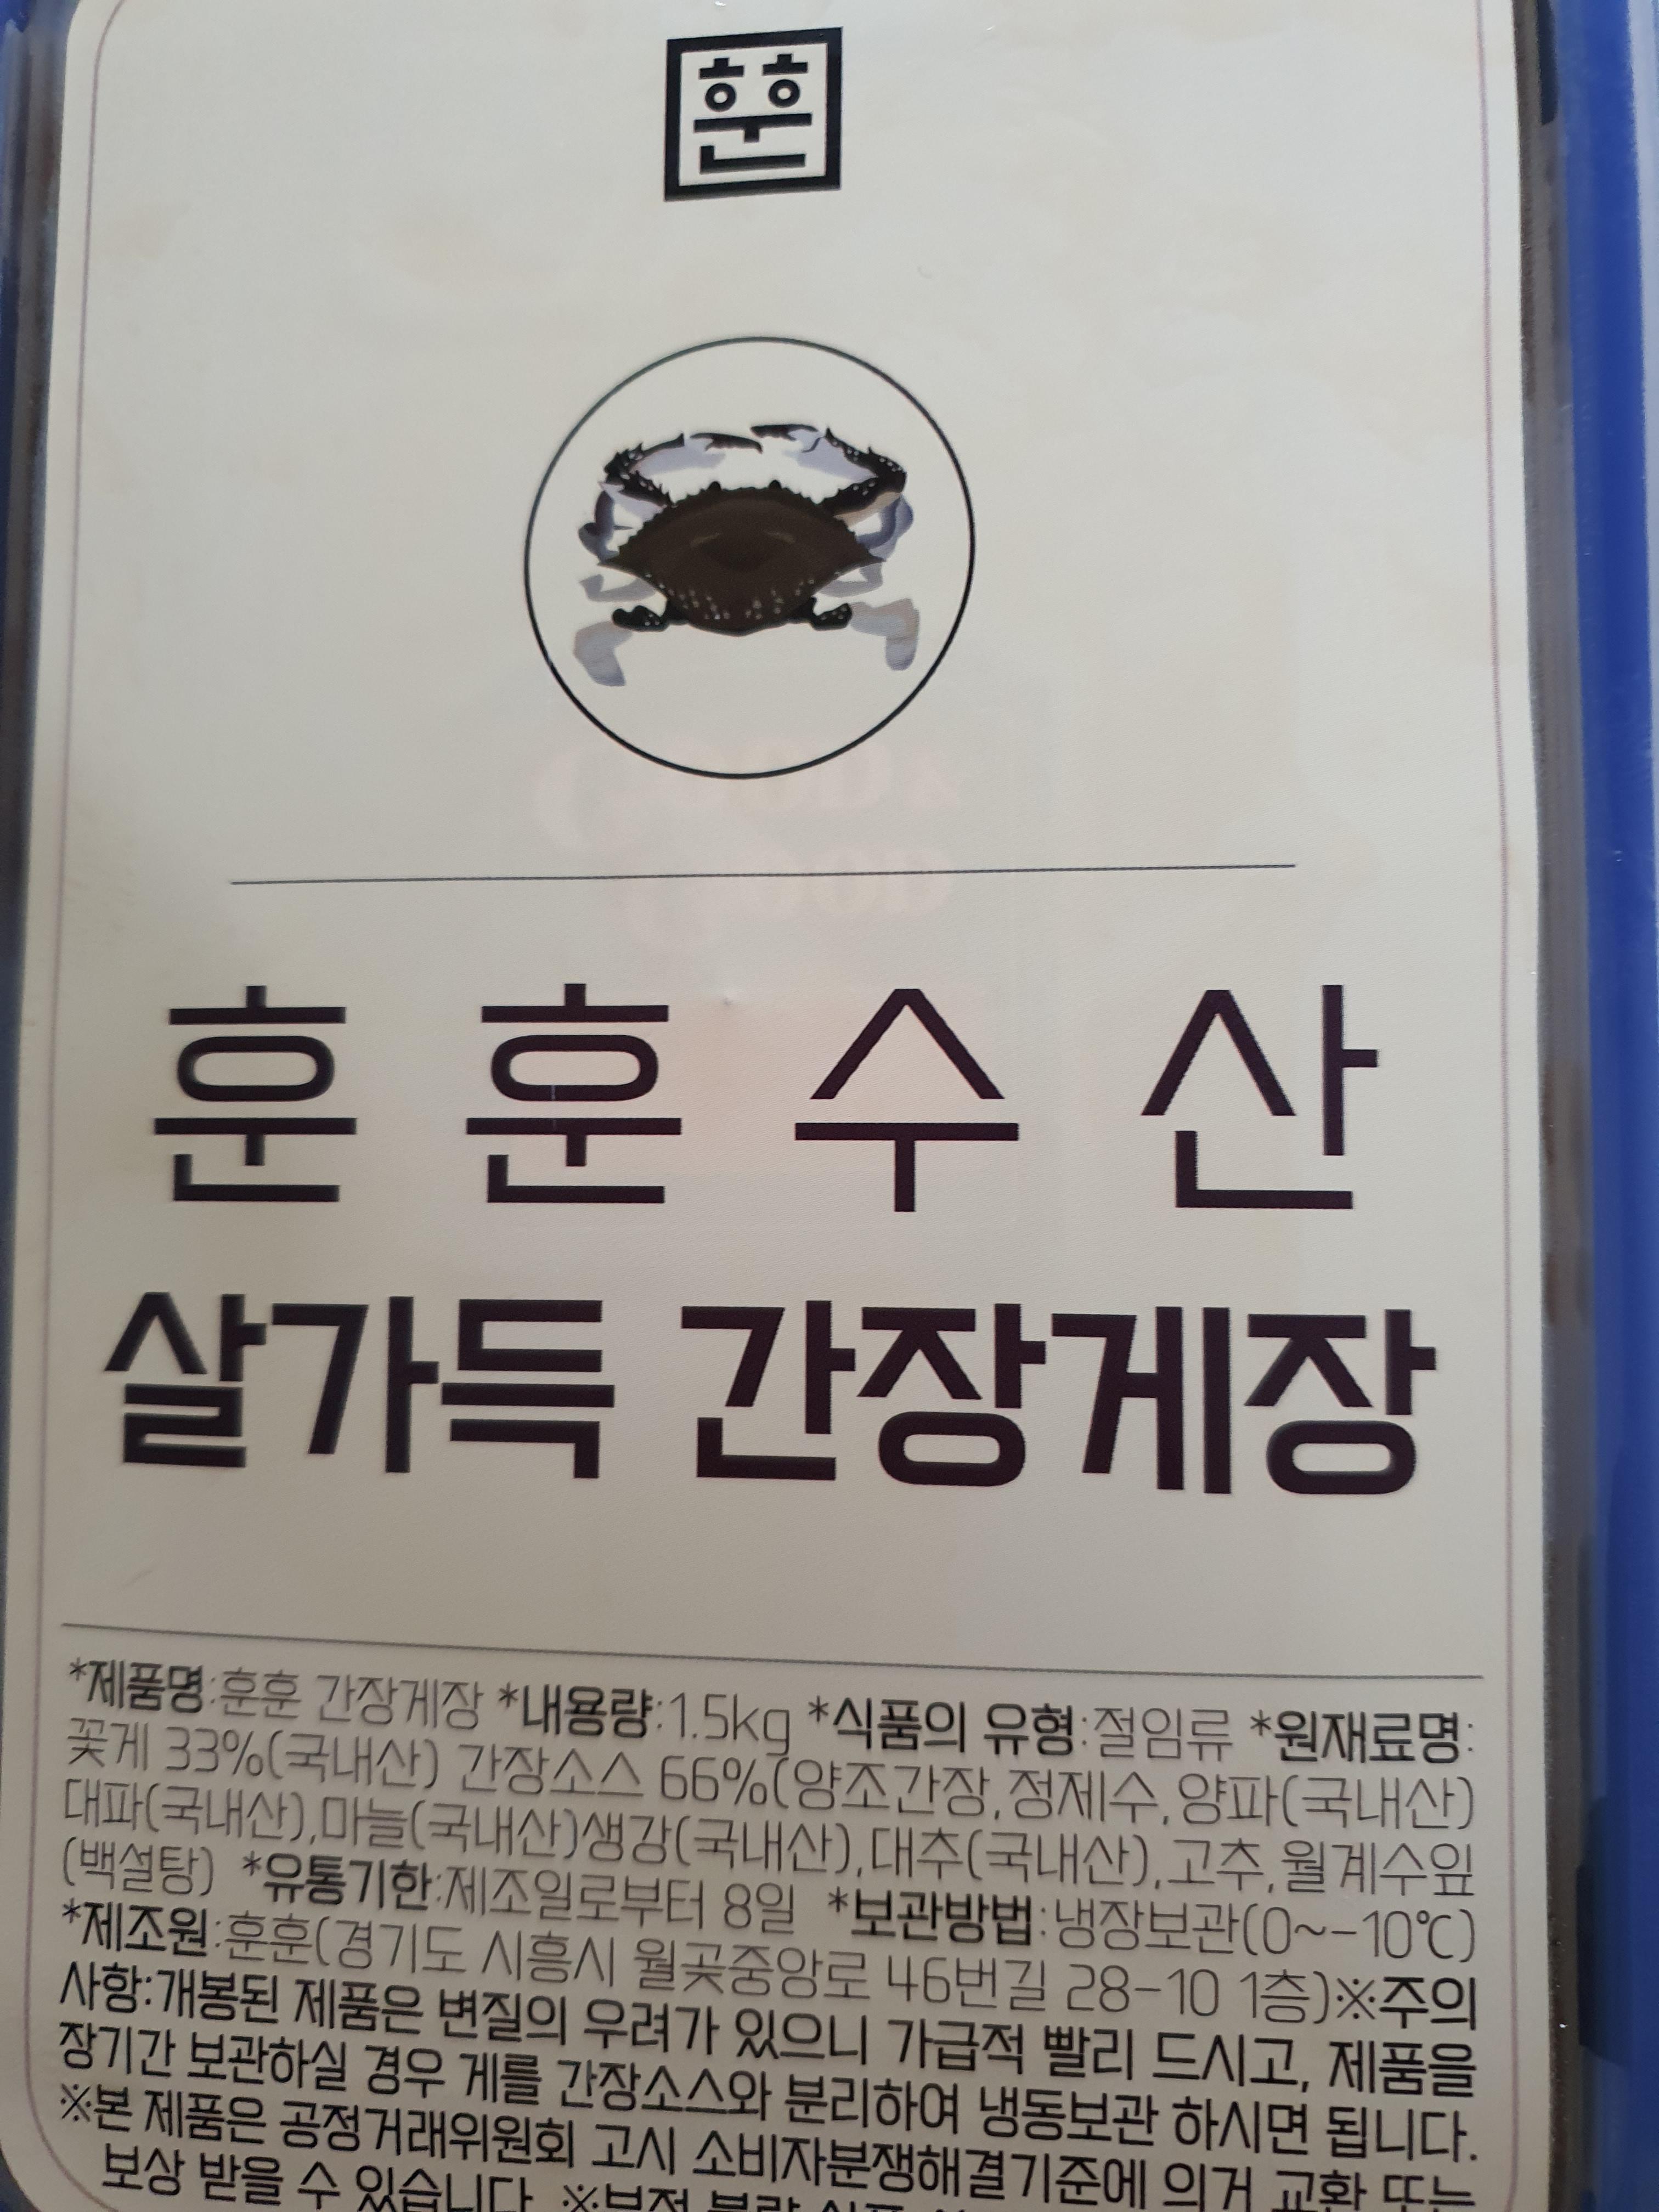 훈
훈훈수산
살가득 간장게장
*제품명:훈훈 간장게장 *내용량:1.5kg *식품의 유형:절임류 *원재료명:
꽃게 33%(국내산) 간장소스 66%(양조간장,정제수,양파(국내산)
대파(국내산),마늘(국내산)생강(국내산),대추(국내산),고추,월계수잎
(백설탕) *유통기한:제조일로부터 8일 *보관방법:냉장보관(0~-10℃)
*제조원:훈훈(경기도 시흥시 월곶중앙로 46번길 28-10 1층)※주의
사항:개봉된 제품은 변질의 우려가 있으니 가급적 빨리 드시고, 제품을
장기간 보관하실 경우 게를 간장소스와 분리하여 냉동보관 하시면 됩니다.
※본 제품은 공정거래위원회 고시 소비자분쟁해결기준에 의거 교환 또는
보상 받을 수 있습니다. ※부정 불량 식품